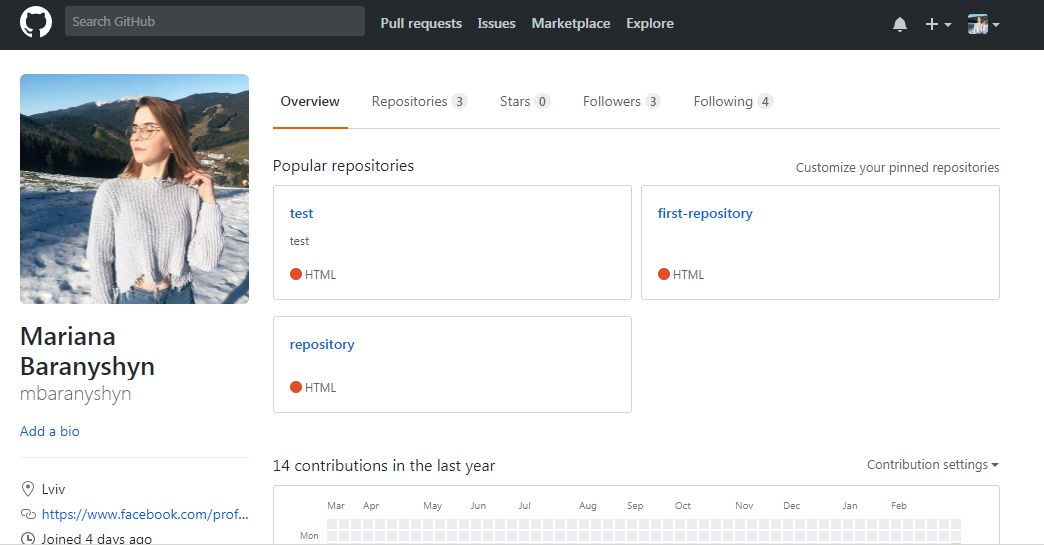 Search GitHub Pull requests Issues Marketplace Explore
Overview Repositories 3 Stars 0 Followers 3 Following 4
Popular repositories Customize your pinned repositories
test first-repository
test
HTML HTML
repository
HTML
Mariana
Baranyshyn
mbaranyshyn
Add a bio
14 contributions in the last year Contribution settings
Lviv
https://www.facebook.com/prof...
Joined 4 days ago
Mar Apr May Jun Jul Aug Sep Oct Nov Dec Jan Feb
Mon